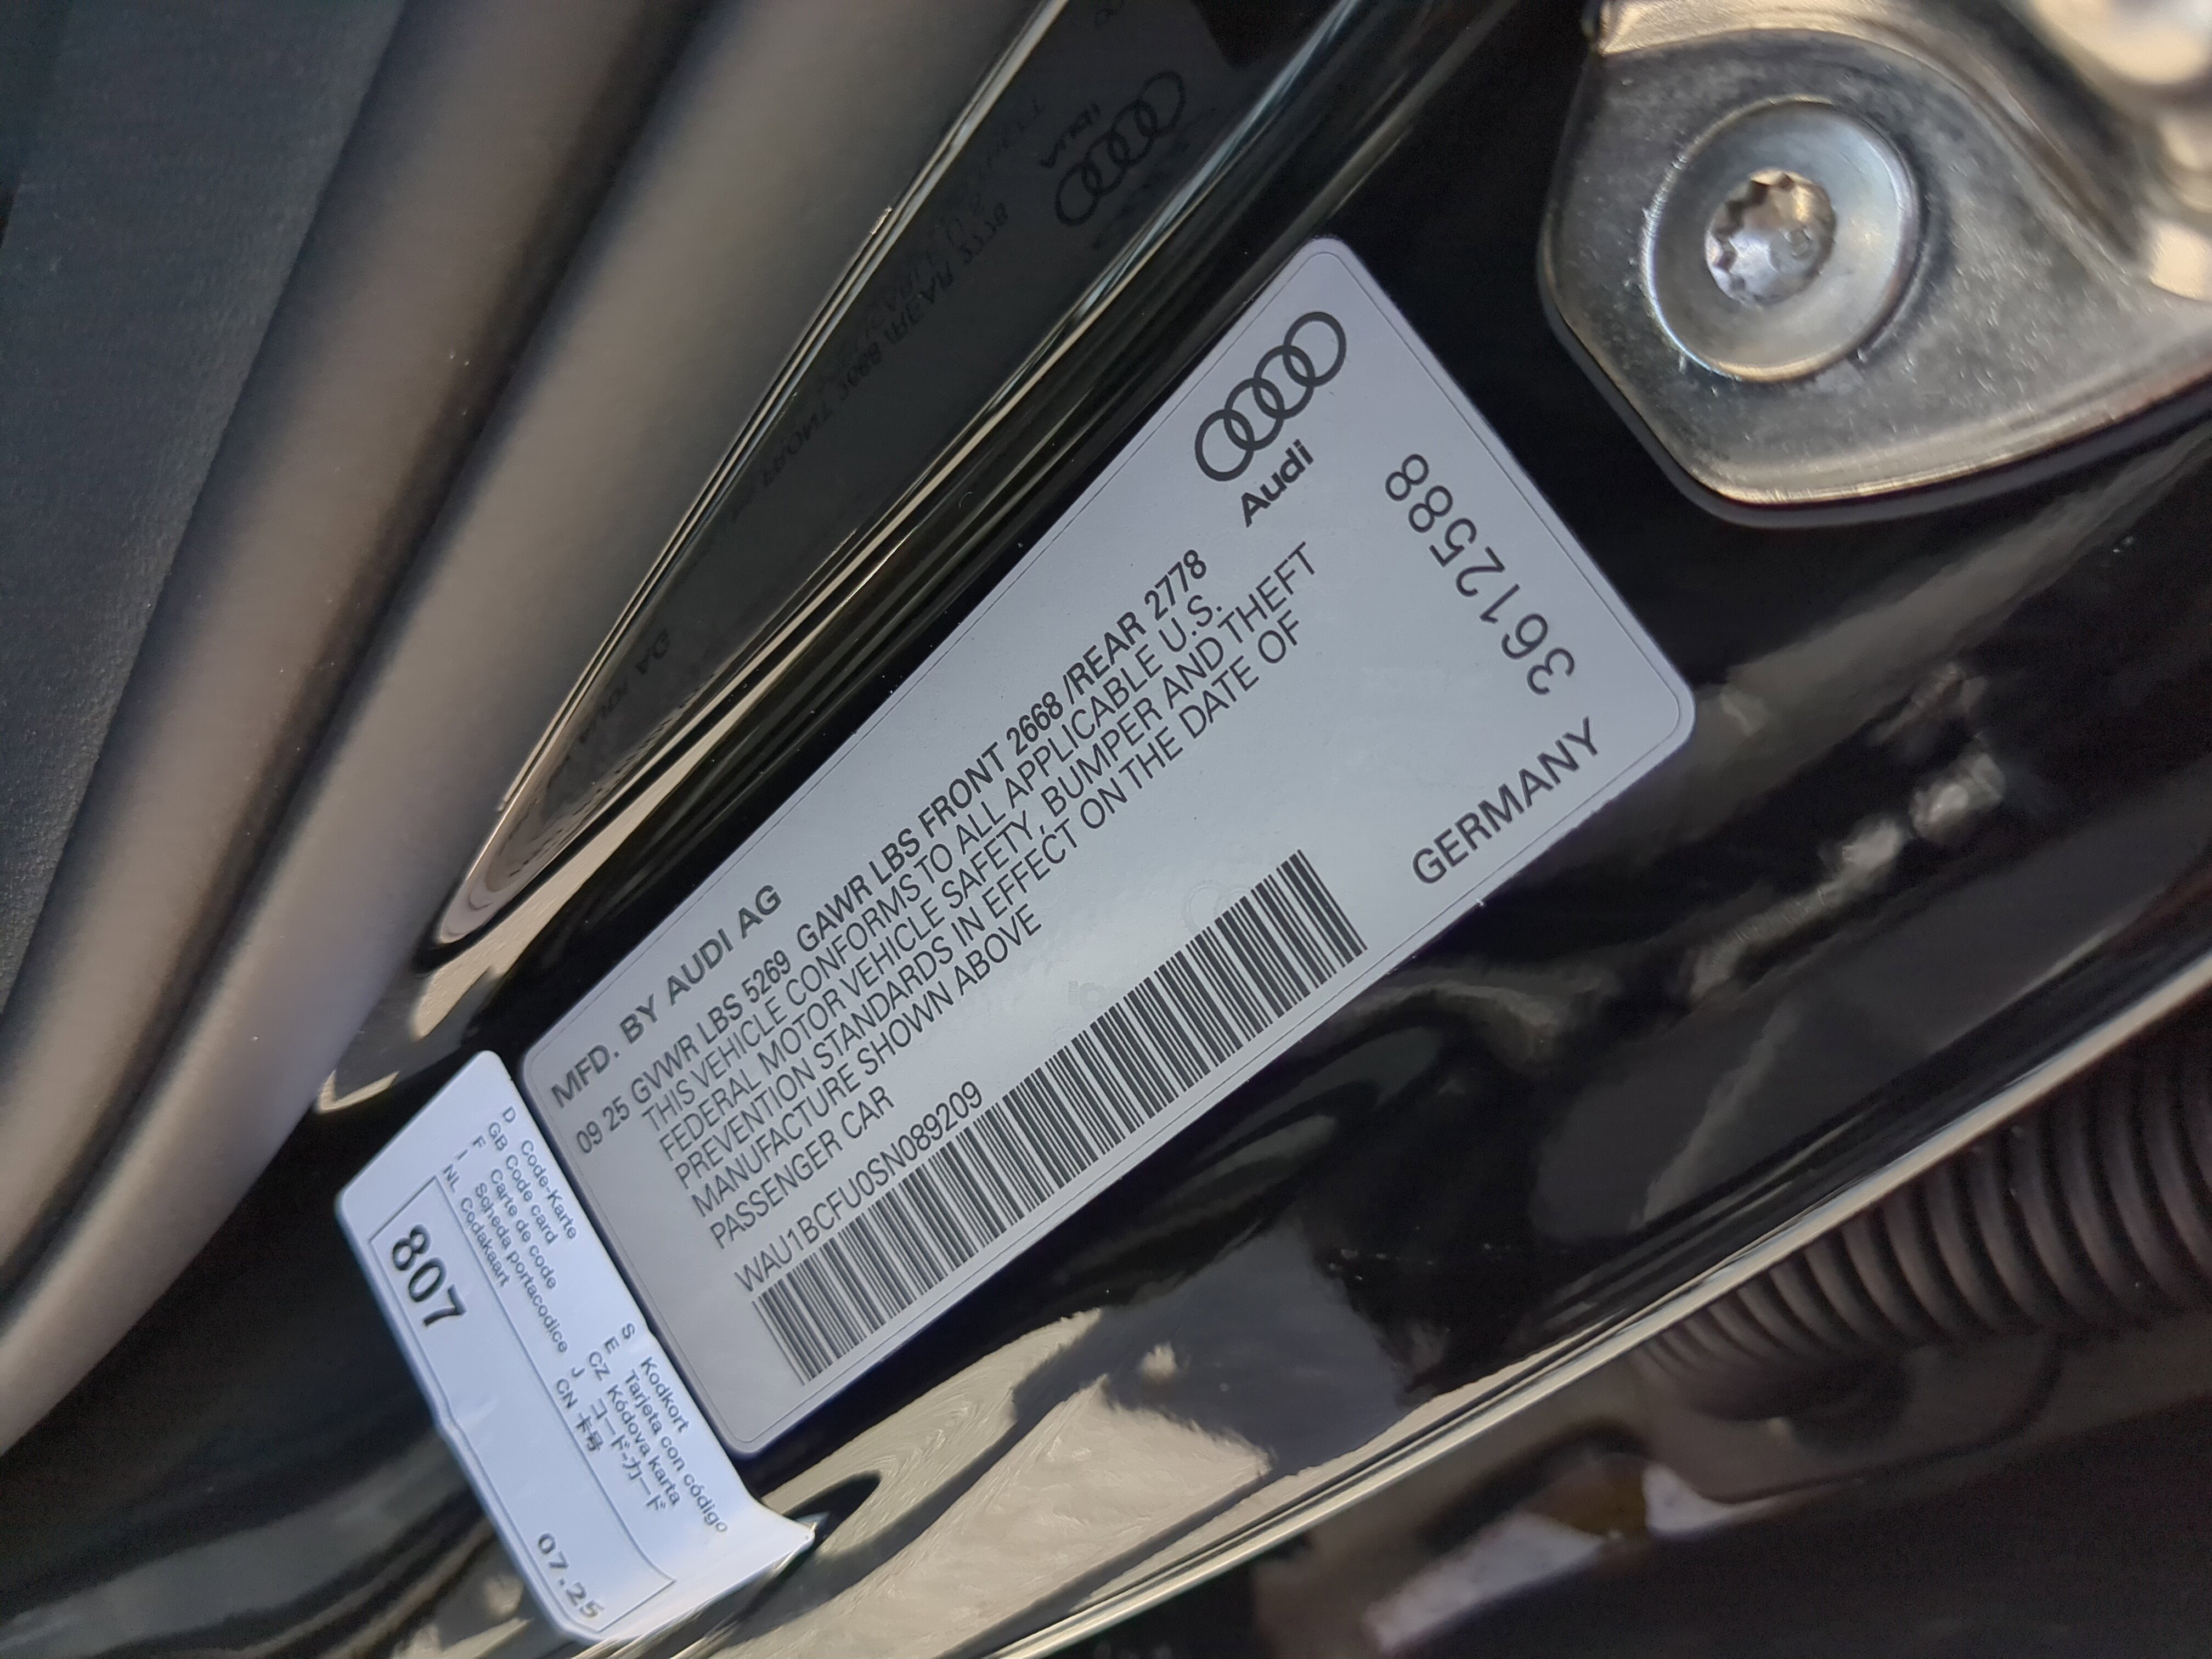 MFD. BY AUDI AG
09 25 GVWR LBS 5269 GAWR LBS FRONT 2668 /REAR 2778
THIS VEHICLE CONFORMS TO ALL APPLICABLE U.S.
FEDERAL MOTOR VEHICLE SAFETY, BUMPER AND THEFT
PREVENTION STANDARDS IN EFFECT ON THE DATE OF
MANUFACTURE SHOWN ABOVE
PASSENGER CAR
WAU1BCFU0SN089209
Audi
3612588
GERMANY
D Code-Karte
GB Code card
F Carte de code
I Scheda portacodice
NL Codekaart
S Kodkort
E Tarjeta con código
CZ Kódova karta
J コード-カード
CN 卡号
807
07.25